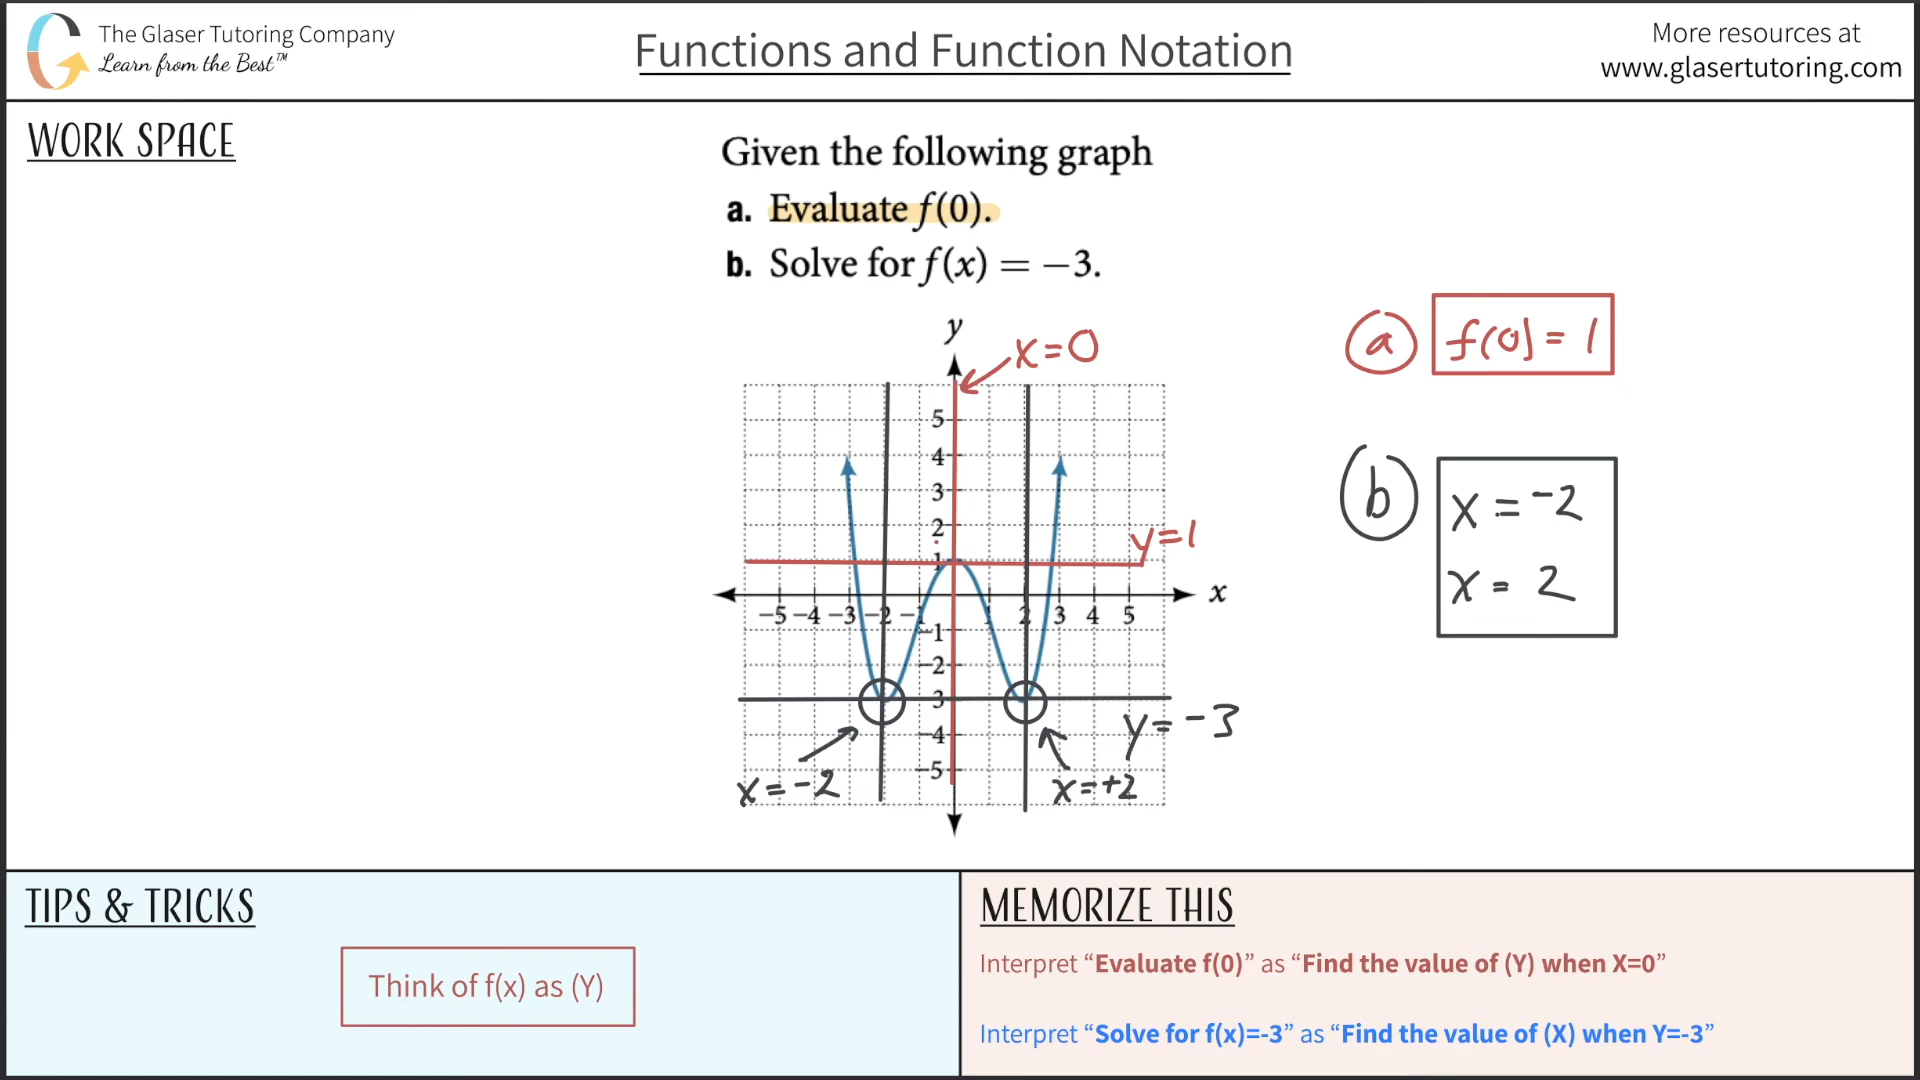 The Glaser Tutoring Company
Learn from the Best™
Functions and Function Notation
More resources at
www.glasertutoring.com
WORK SPACE
Given the following graph
a. Evaluate f(0).
b. Solve for f(x) = −3.
y
x=0
a f(0) = 1
5
4
3
2
1
y=1
b x = -2
x = 2
x
−5 −4 −3 −2 −1 1 2 3 4 5
−1
−2
3
−4
−5
y= -3
x= -2
x=+2
TIPS & TRICKS
Think of f(x) as (Y)
MEMORIZE THIS
Interpret “Evaluate f(0)” as “Find the value of (Y) when X=0”
Interpret “Solve for f(x)=-3” as “Find the value of (X) when Y=-3”